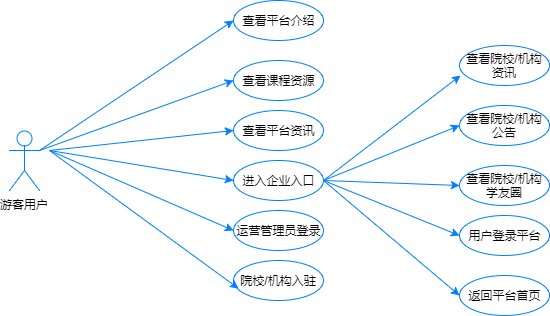 查看平台介绍
查看课程资源
查看平台资讯
进入企业入口
运营管理员登录
院校/机构入驻
游客用户
查看院校/机构
资讯
查看院校/机构
公告
查看院校/机构
学友圈
用户登录平台
返回平台首页